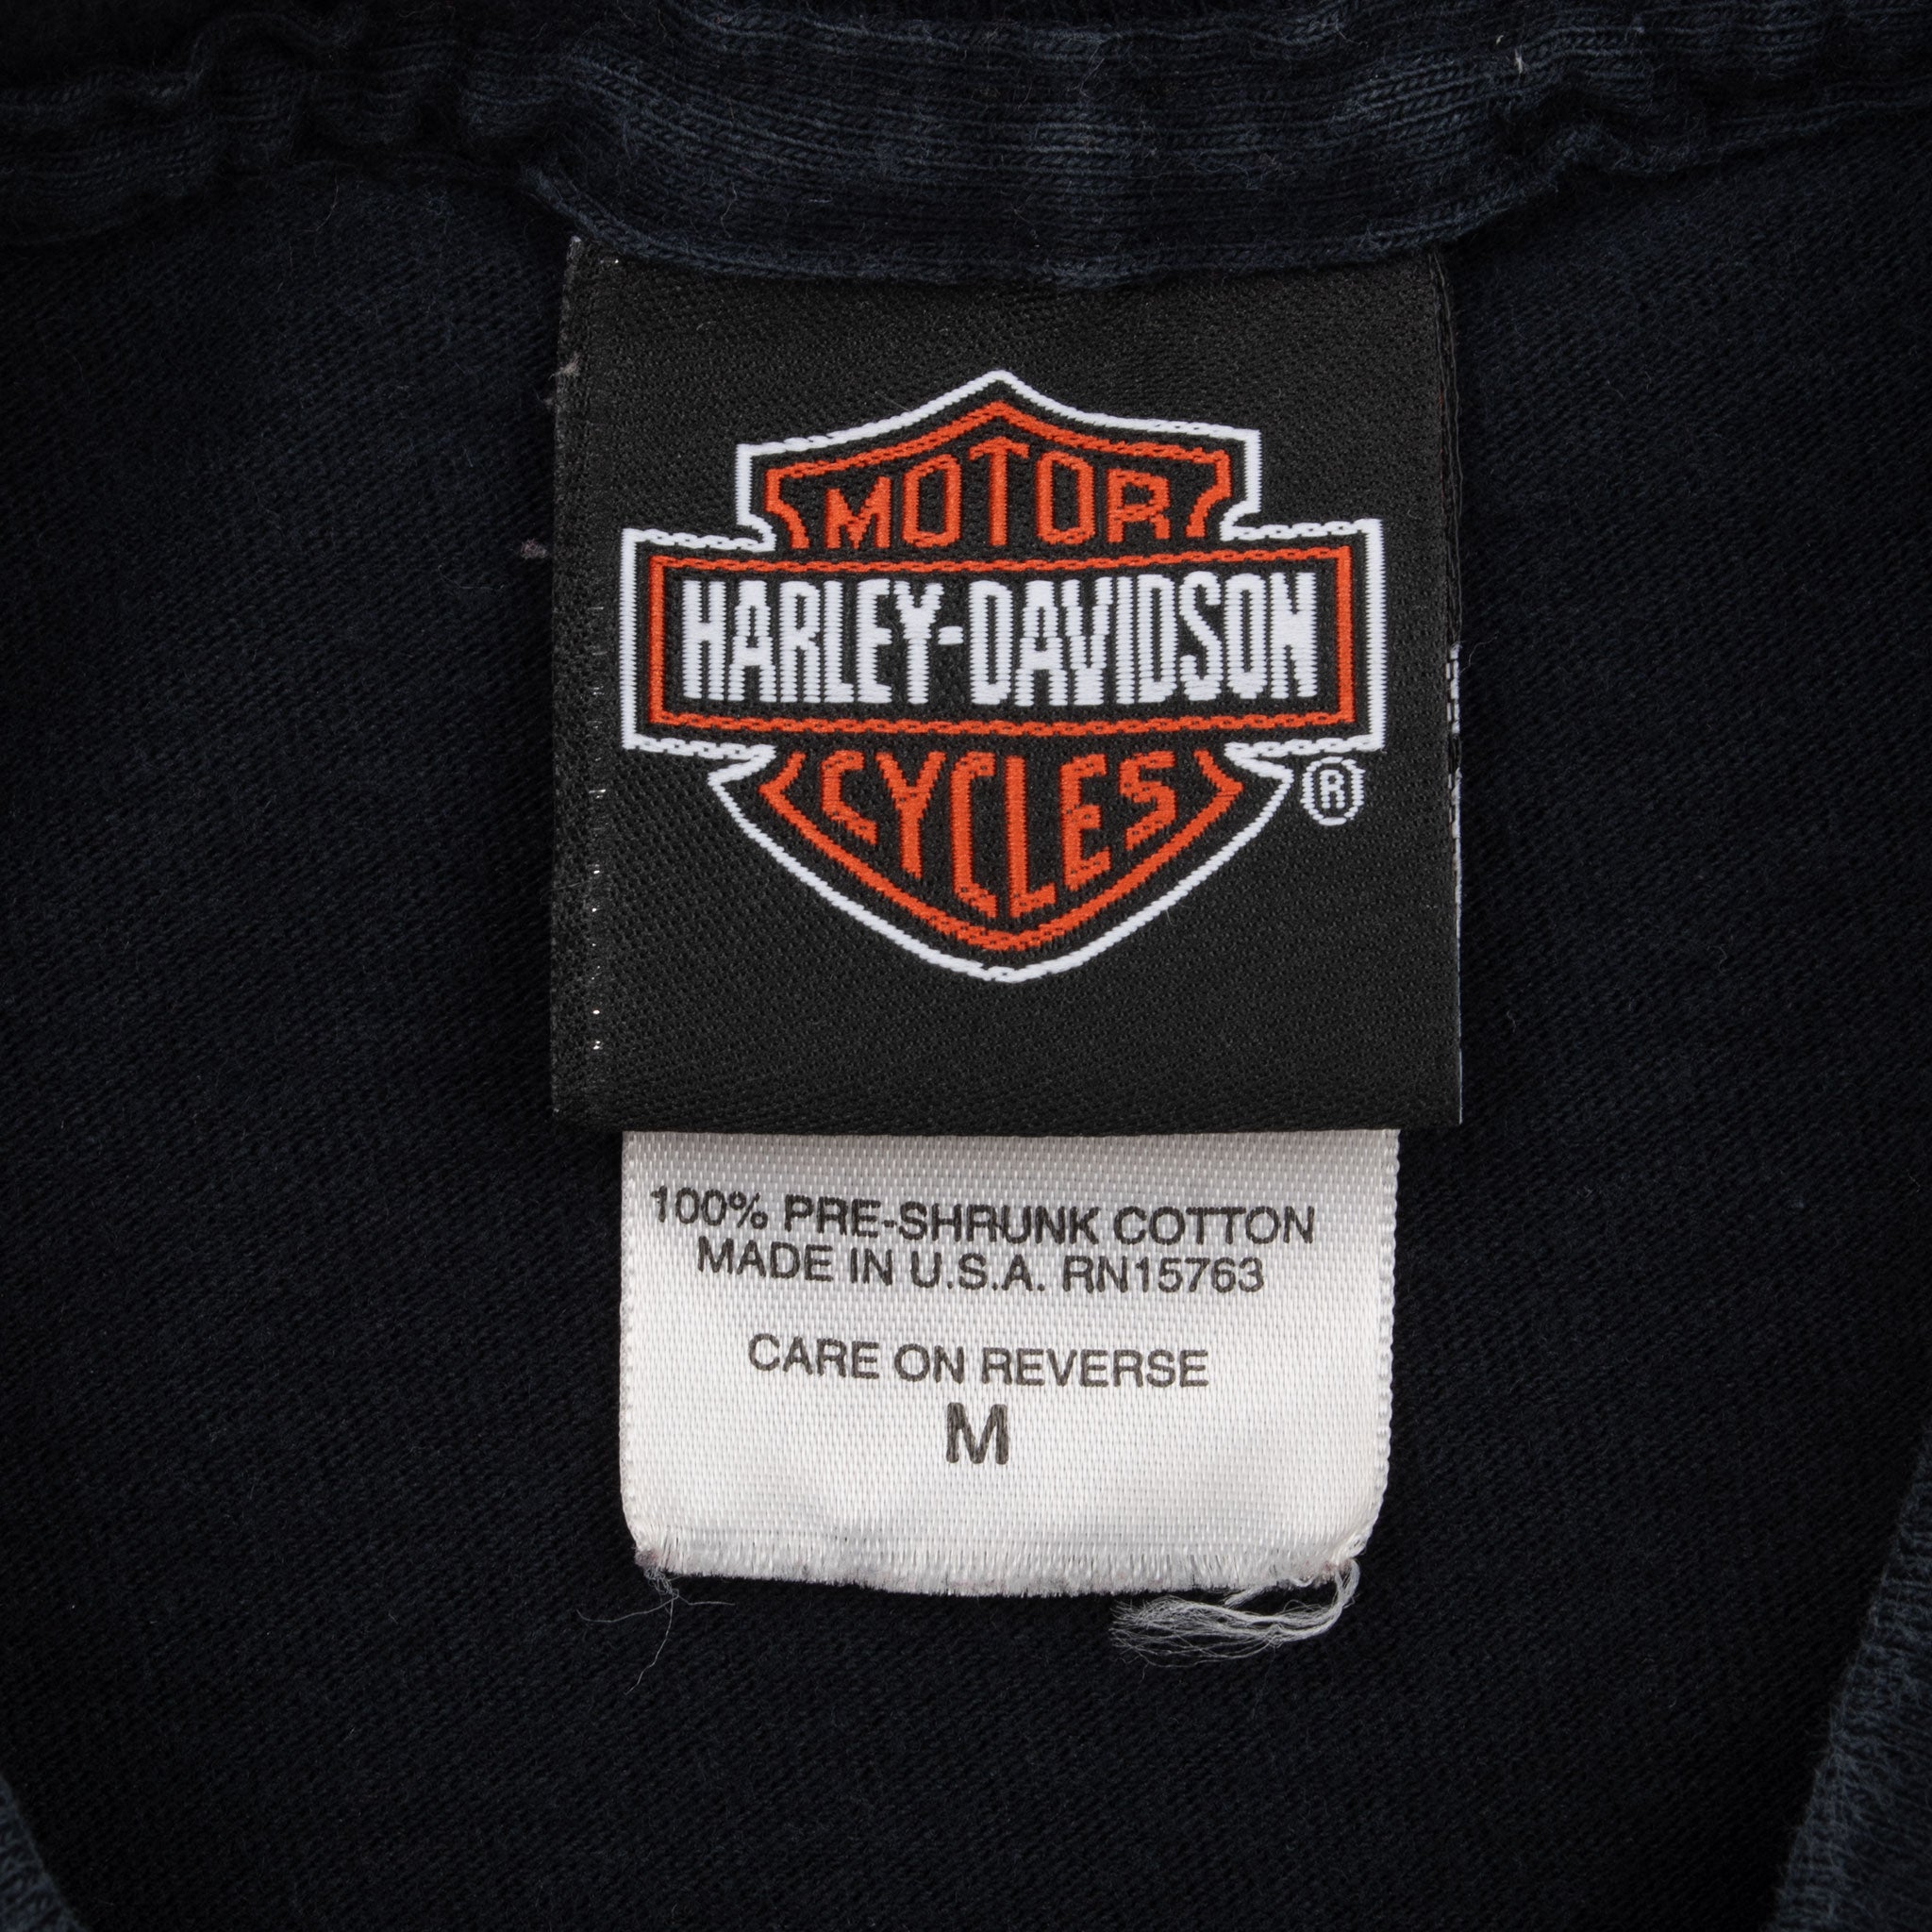 MOTOR
HARLEY-DAVIDSON
CYCLES
®
100% PRE-SHRUNK COTTON
MADE IN U.S.A. RN15763
CARE ON REVERSE
M